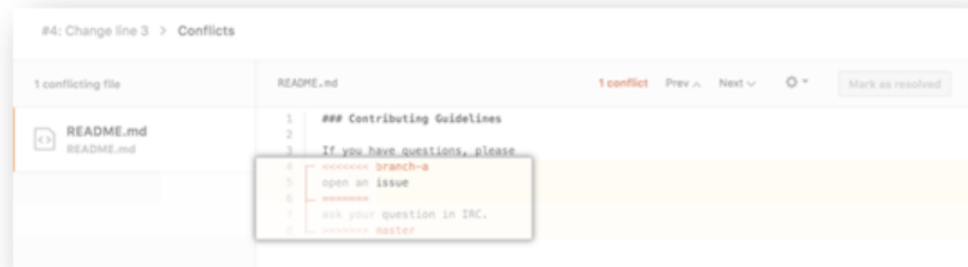 #4: Change line 3 > Conflicts
1 conflicting file
README.md
1 conflict Prev Next Mark as resolved
README.md
README.md
1 ### Contributing Guidelines
2
3 If you have questions, please
4 <<<<<<< branch-a
5 open an issue
6 =======
7 ask your question in IRC.
8 >>>>>>> master